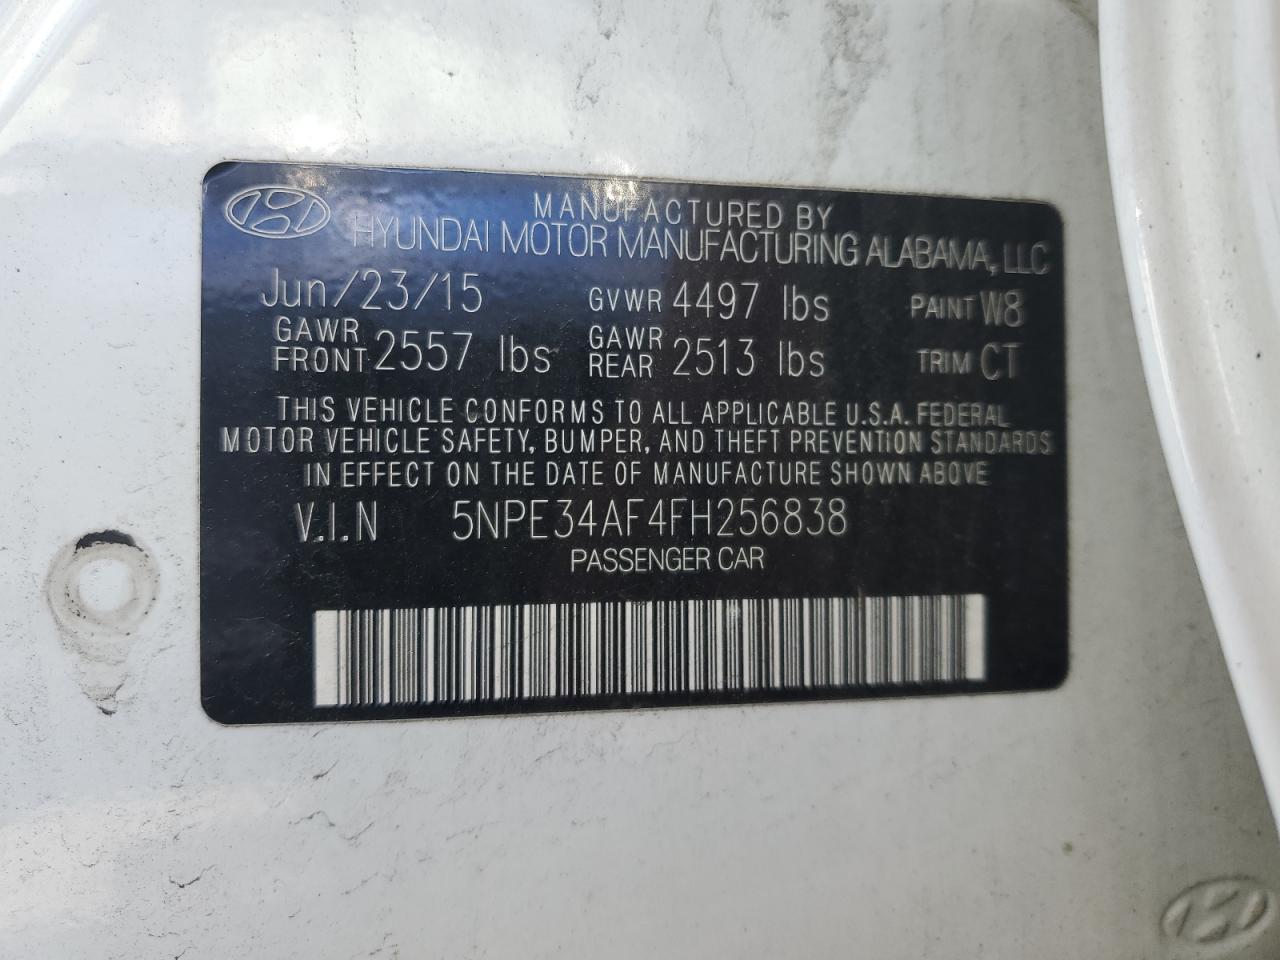 MANUFACTURED BY
HYUNDAI MOTOR MANUFACTURING ALABAMA, LLC
Jun/23/15 GVWR 4497 lbs PAINT W8
GAWR FRONT 2557 lbs GAWR REAR 2513 lbs TRIM CT
THIS VEHICLE CONFORMS TO ALL APPLICABLE U.S.A. FEDERAL
MOTOR VEHICLE SAFETY, BUMPER, AND THEFT PREVENTION STANDARDS
IN EFFECT ON THE DATE OF MANUFACTURE SHOWN ABOVE
V.I.N 5NPE34AF4FH256838
PASSENGER CAR